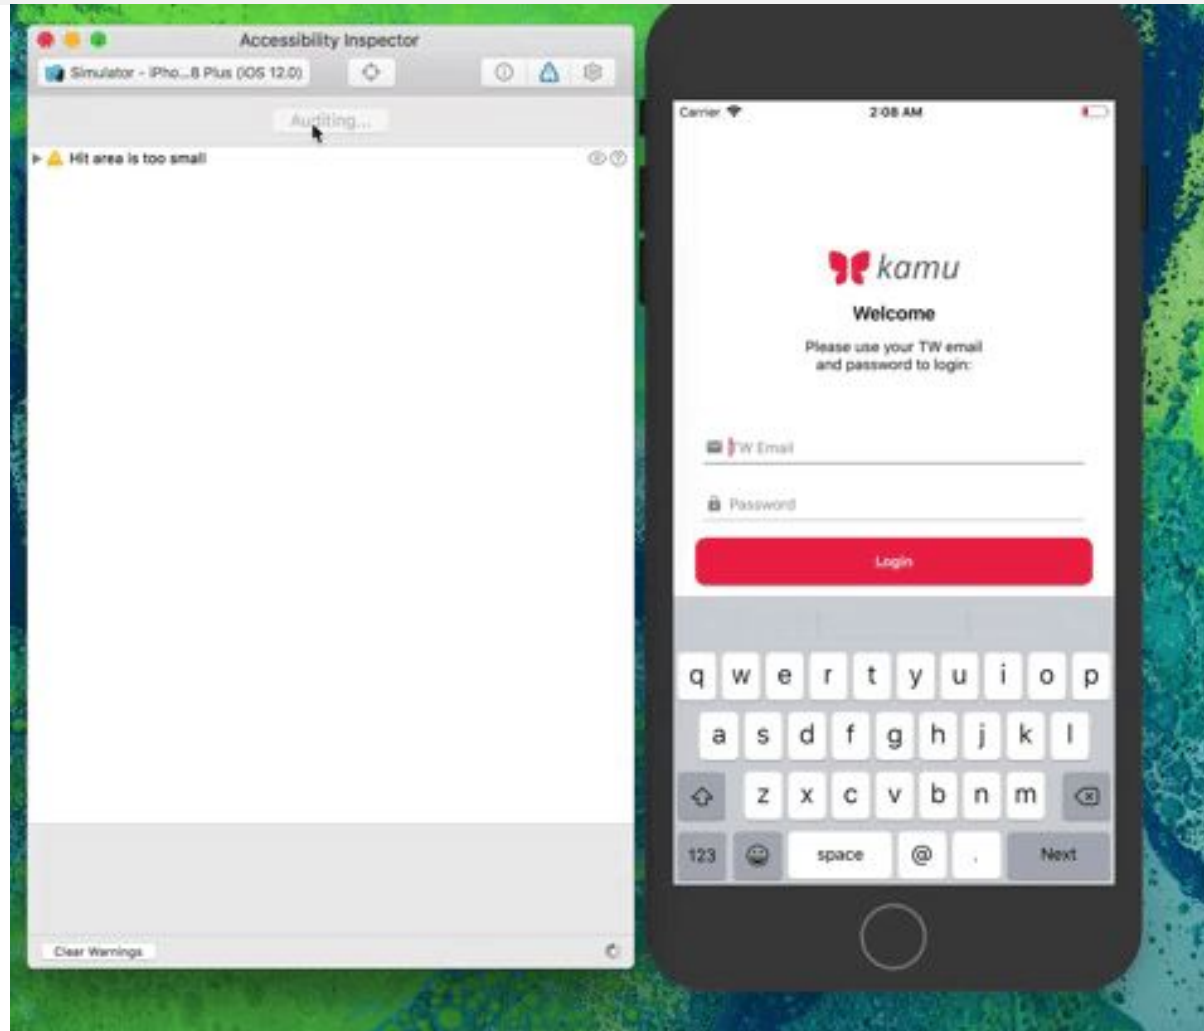 Accessibility Inspector
Simulator - iPho...8 Plus (iOS 12.0)
Auditing...
Hit area is too small
Clear Warnings
Carrier
2:08 AM
kamu
Welcome
Please use your TW email
and password to login:
TW Email
Password
Login
q w e r t y u i o p
a s d f g h j k l
z x c v b n m
123 space @ . Next